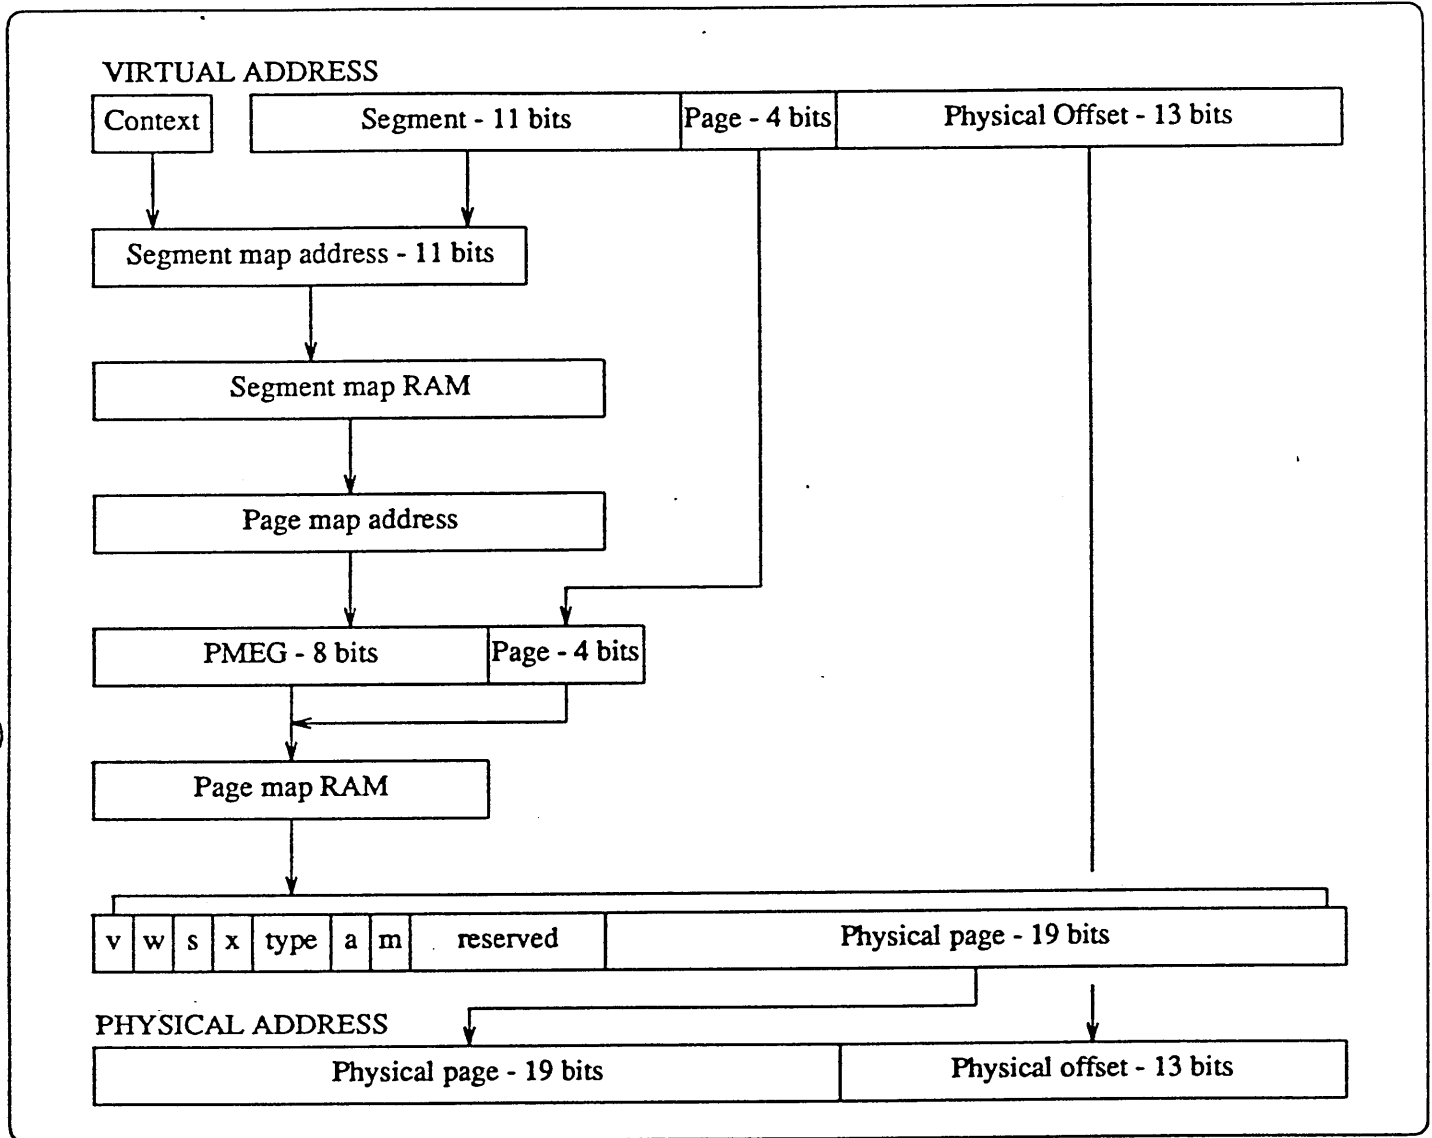 VIRTUAL ADDRESS
Context
Segment - 11 bits
Page - 4 bits
Physical Offset - 13 bits
Segment map address - 11 bits
Segment map RAM
Page map address
PMEG - 8 bits
Page - 4 bits
Page map RAM
v
w
s
x
type
a
m
reserved
Physical page - 19 bits
PHYSICAL ADDRESS
Physical page - 19 bits
Physical offset - 13 bits